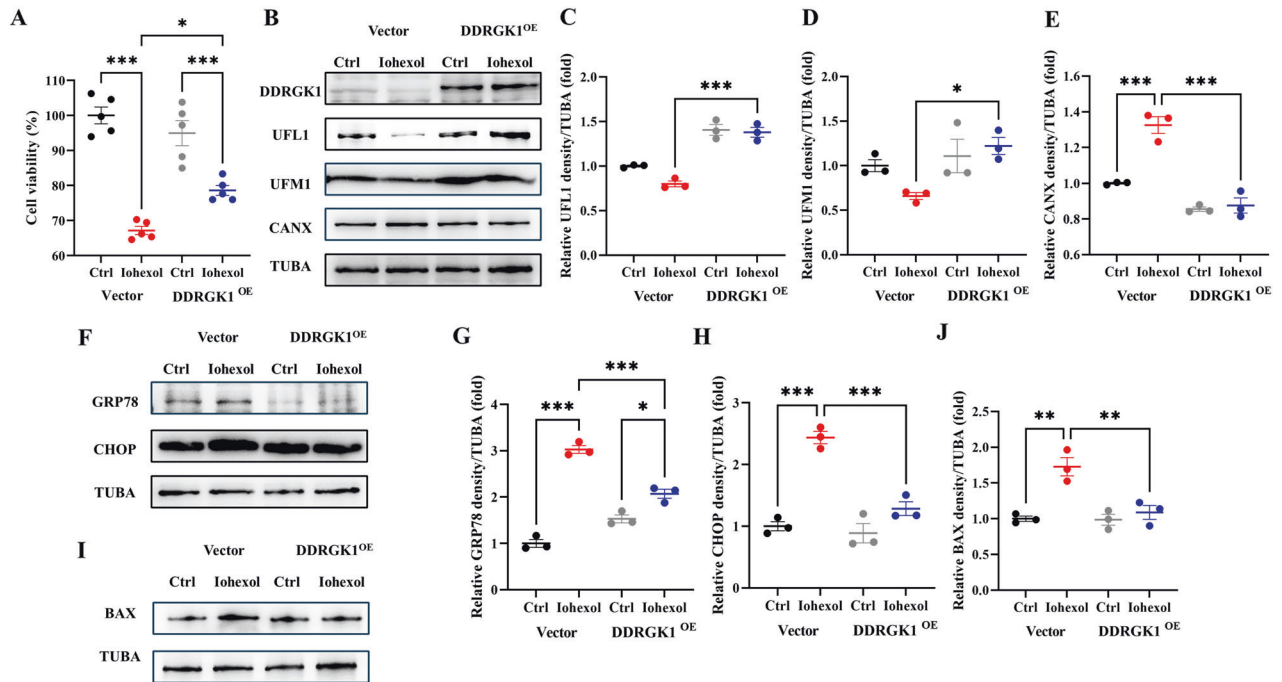 A
Cell viability (%)
110
100
90
80
70
60
***
*
***
Ctrl Iohexol Ctrl Iohexol
Vector DDRGK1 OE
B
Vector DDRGK1OE
Ctrl Iohexol Ctrl Iohexol
DDRGK1
UFL1
UFM1
CANX
TUBA
C
Relative UFL1 density/TUBA (fold)
2.0
1.5
1.0
0.5
0.0
***
Ctrl Iohexol Ctrl Iohexol
Vector DDRGK1 OE
D
Relative UFM1 density/TUBA (fold)
2.0
1.5
1.0
0.5
0.0
*
Ctrl Iohexol Ctrl Iohexol
Vector DDRGK1 OE
E
Relative CANX density/TUBA (fold)
1.6
1.4
1.2
1.0
0.8
0.6
*** ***
Ctrl Iohexol Ctrl Iohexol
Vector DDRGK1 OE
F
Vector DDRGK1OE
Ctrl Iohexol Ctrl Iohexol
GRP78
CHOP
TUBA
G
Relative GRP78 density/TUBA (fold)
4
3
2
1
0
***
***
*
Ctrl Iohexol Ctrl Iohexol
Vector DDRGK1 OE
H
Relative CHOP density/TUBA (fold)
3
2
1
0
*** ***
Ctrl Iohexol Ctrl Iohexol
Vector DDRGK1 OE
I
Vector DDRGK1OE
Ctrl Iohexol Ctrl Iohexol
BAX
TUBA
J
Relative BAX density/TUBA (fold)
2.5
2.0
1.5
1.0
0.5
0.0
** **
Ctrl Iohexol Ctrl Iohexol
Vector DDRGK1 OE